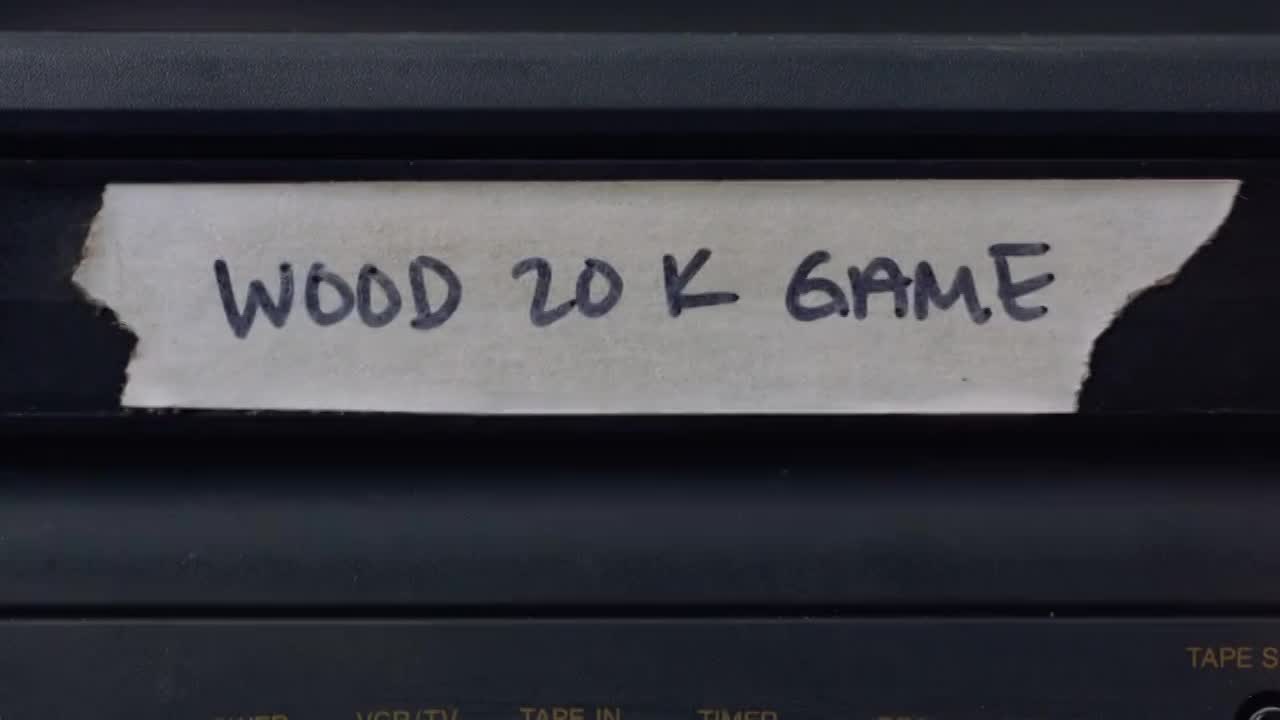 WOOD 20 K GAME
TAPE S
VCR/TV TAPE IN TIMER